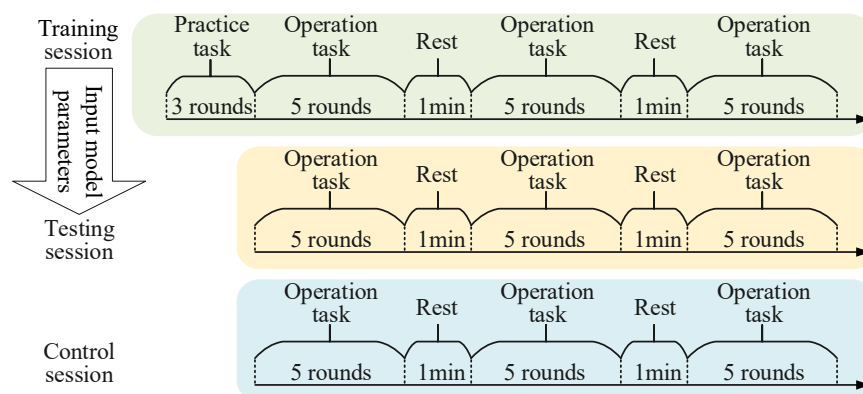 Training
session
Practice
task
Operation
task
Rest
Operation
task
Rest
Operation
task
3 rounds
5 rounds
1min
5 rounds
1min
5 rounds
Input model
parameters
Testing
session
Operation
task
Rest
Operation
task
Rest
Operation
task
5 rounds
1min
5 rounds
1min
5 rounds
Control
session
Operation
task
Rest
Operation
task
Rest
Operation
task
5 rounds
1min
5 rounds
1min
5 rounds